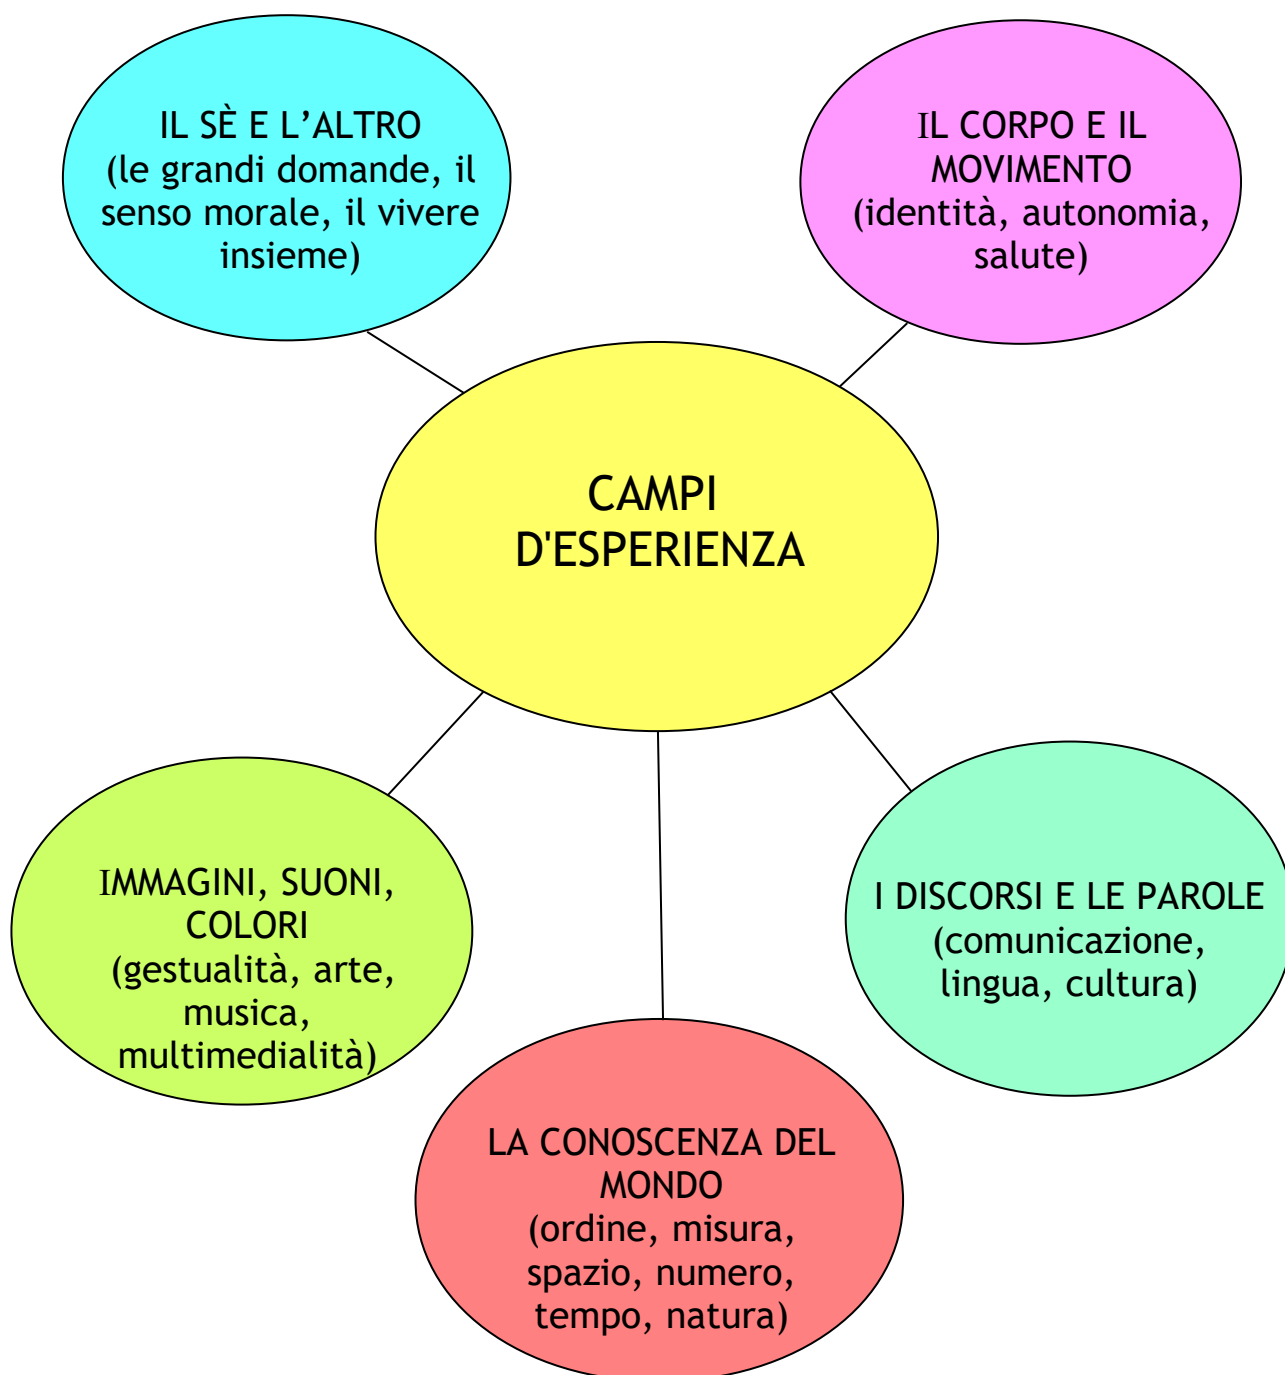 IL SÈ E L’ALTRO
(le grandi domande, il
senso morale, il vivere
insieme)
IL CORPO E IL
MOVIMENTO
(identità, autonomia,
salute)
CAMPI
D'ESPERIENZA
IMMAGINI, SUONI,
COLORI
(gestualità, arte,
musica,
multimedialità)
I DISCORSI E LE PAROLE
(comunicazione,
lingua, cultura)
LA CONOSCENZA DEL
MONDO
(ordine, misura,
spazio, numero,
tempo, natura)